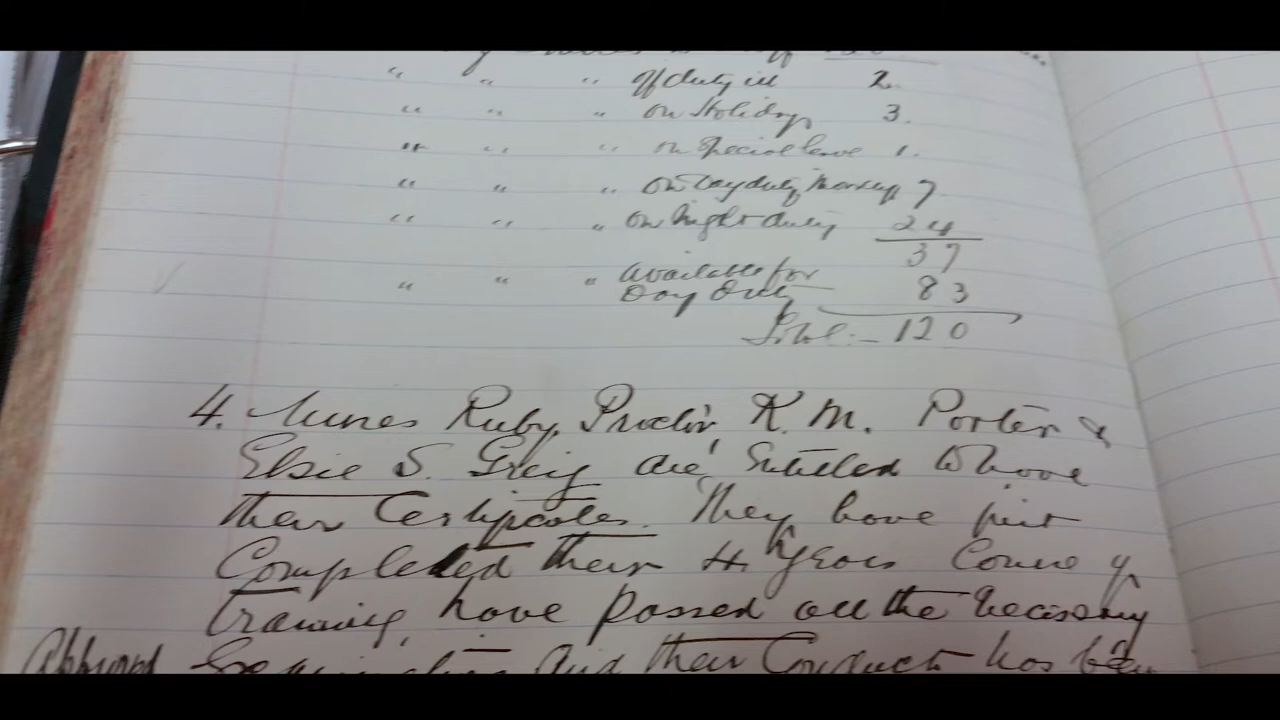 " " " Off duty ill 2.
" " " on Holidays 3.
" " " on Special leave 1.
" " " on Day duty 7
" " " on Night duty 24
37
" " " available for
Day Duty 83
Total:- 120
4. Nurses Ruby Proctor, K. M. Porter &
Elsie S. Greig are entitled to have
their Certificates. They have just
Completed their 4 years Course of
training, have passed all the necessary
Approved Examinations and their Conduct has been